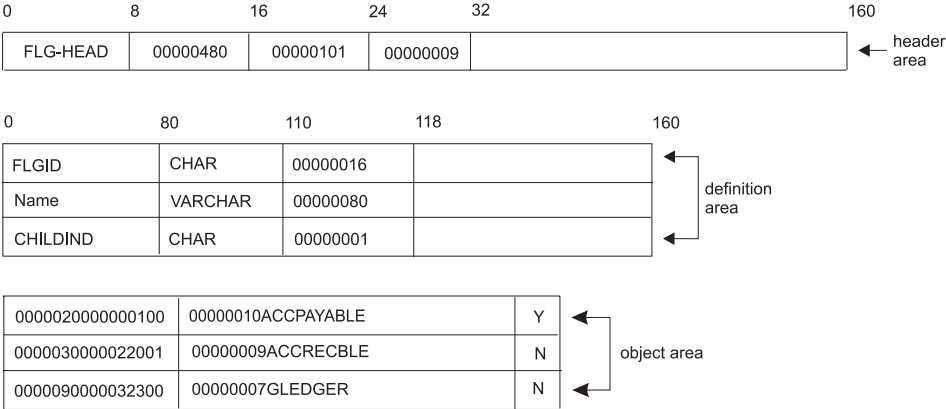 0 8 16 24 32 160
FLG-HEAD 00000480 00000101 00000009
header
area
0 80 110 118 160
FLGID CHAR 00000016
Name VARCHAR 00000080
CHILDIND CHAR 00000001
definition
area
0000020000000100 00000010ACCPAYABLE Y
0000030000022001 00000009ACCRECBLE N
0000090000032300 00000007GLEDGER N
object area